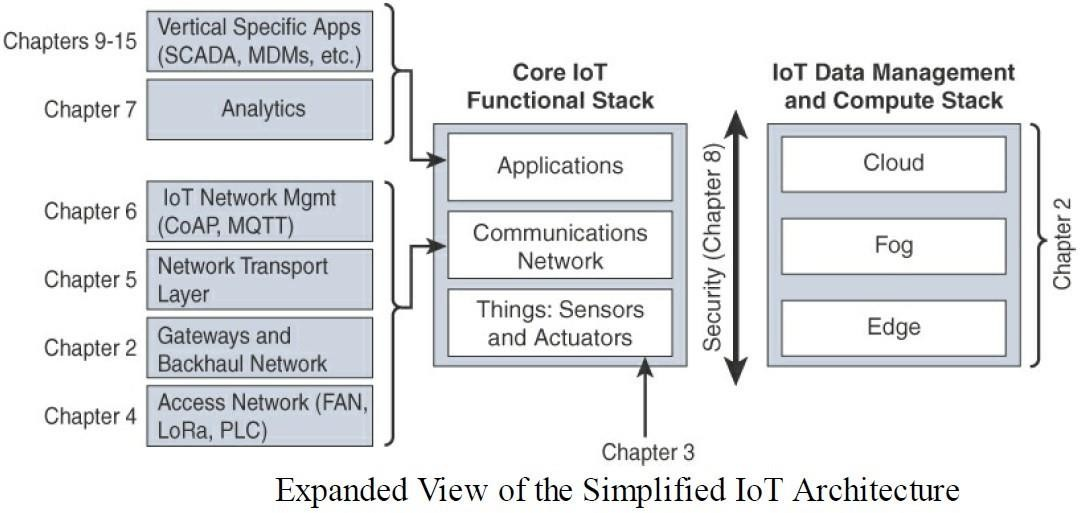 Chapters 9-15
Vertical Specific Apps
(SCADA, MDMs, etc.)
Chapter 7
Analytics
Chapter 6
IoT Network Mgmt
(CoAP, MQTT)
Chapter 5
Network Transport
Layer
Chapter 2
Gateways and
Backhaul Network
Chapter 4
Access Network (FAN,
LoRa, PLC)
Core IoT
Functional Stack
Applications
Communications
Network
Things: Sensors
and Actuators
Chapter 3
Security (Chapter 8)
IoT Data Management
and Compute Stack
Cloud
Fog
Edge
Chapter 2
Expanded View of the Simplified IoT Architecture